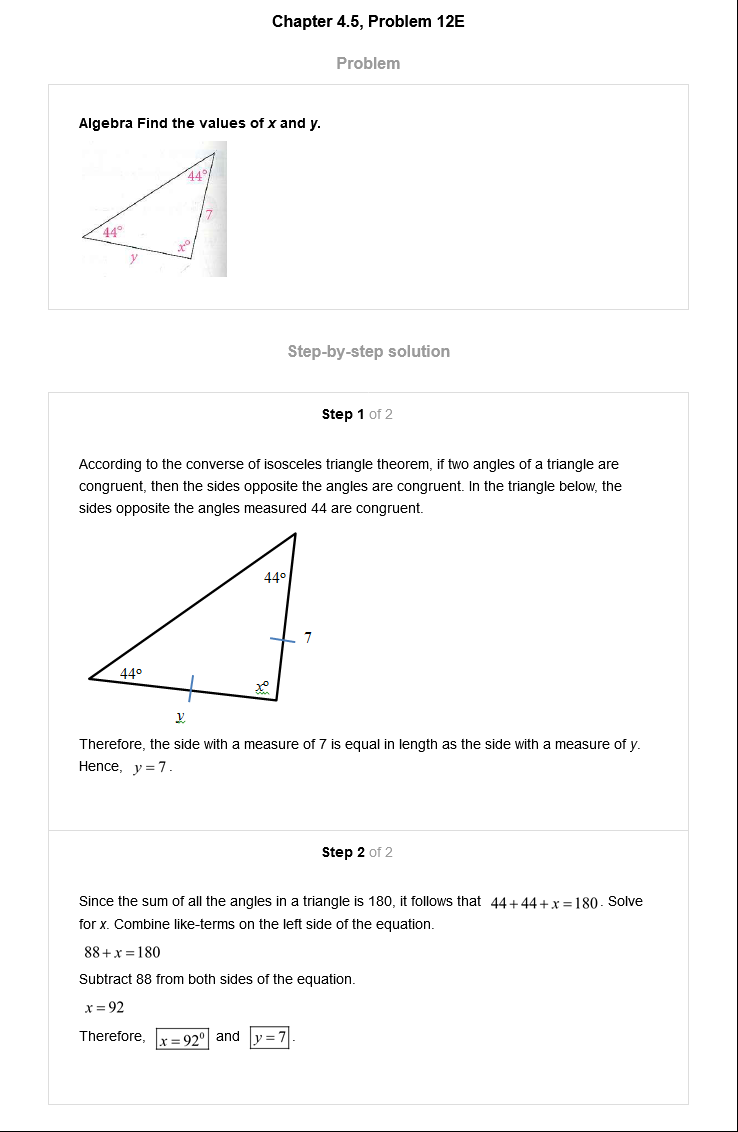 Chapter 4.5, Problem 12E
Problem
Algebra Find the values of x and y.
44°
7
44°
x°
y
Step-by-step solution
Step 1 of 2
According to the converse of isosceles triangle theorem, if two angles of a triangle are
congruent, then the sides opposite the angles are congruent. In the triangle below, the
sides opposite the angles measured 44 are congruent.
44°
7
44°
x°
y
Therefore, the side with a measure of 7 is equal in length as the side with a measure of y.
Hence, y = 7.
Step 2 of 2
Since the sum of all the angles in a triangle is 180, it follows that 44 + 44 + x = 180. Solve
for x. Combine like-terms on the left side of the equation.
88 + x = 180
Subtract 88 from both sides of the equation.
x = 92
Therefore, x = 92⁰ and y = 7.